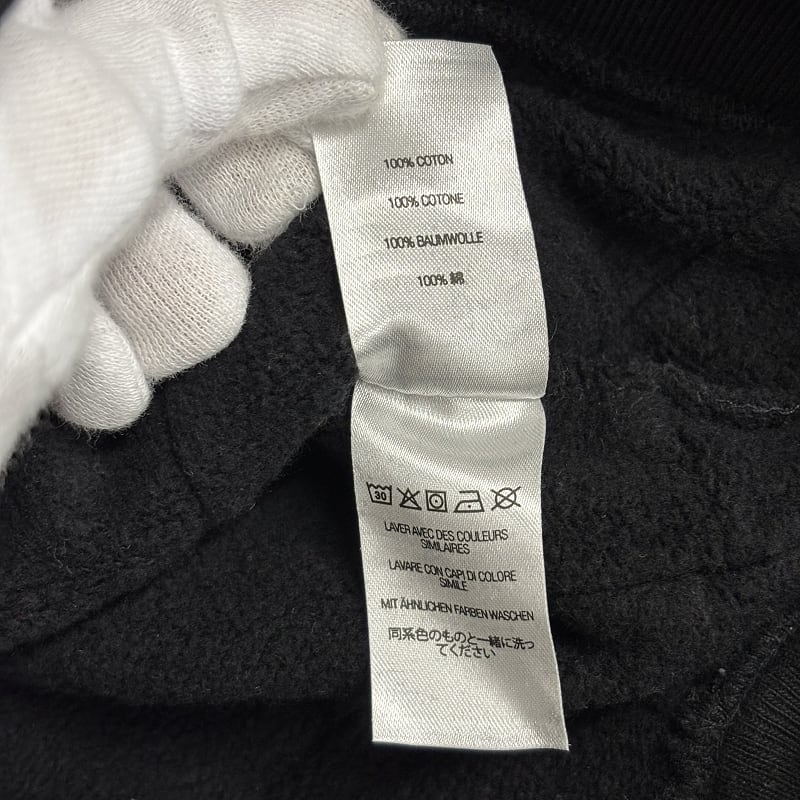 100% COTON
100% COTONE
100% BAUMWOLLE
100% 綿
30
LAVER AVEC DES COULEURS
SIMILAIRES
LAVARE CON CAPI DI COLORE
SIMILE
MIT ÄHNLICHEN FARBEN WASCHEN
同系色のものと一緒に洗っ
てください